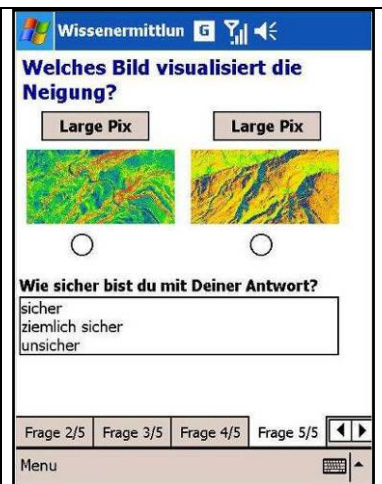 Wissenermittlun G
Welches Bild visualisiert die
Neigung?
Large Pix Large Pix
Wie sicher bist du mit Deiner Antwort?
sicher
ziemlich sicher
unsicher
Frage 2/5 Frage 3/5 Frage 4/5 Frage 5/5
Menu